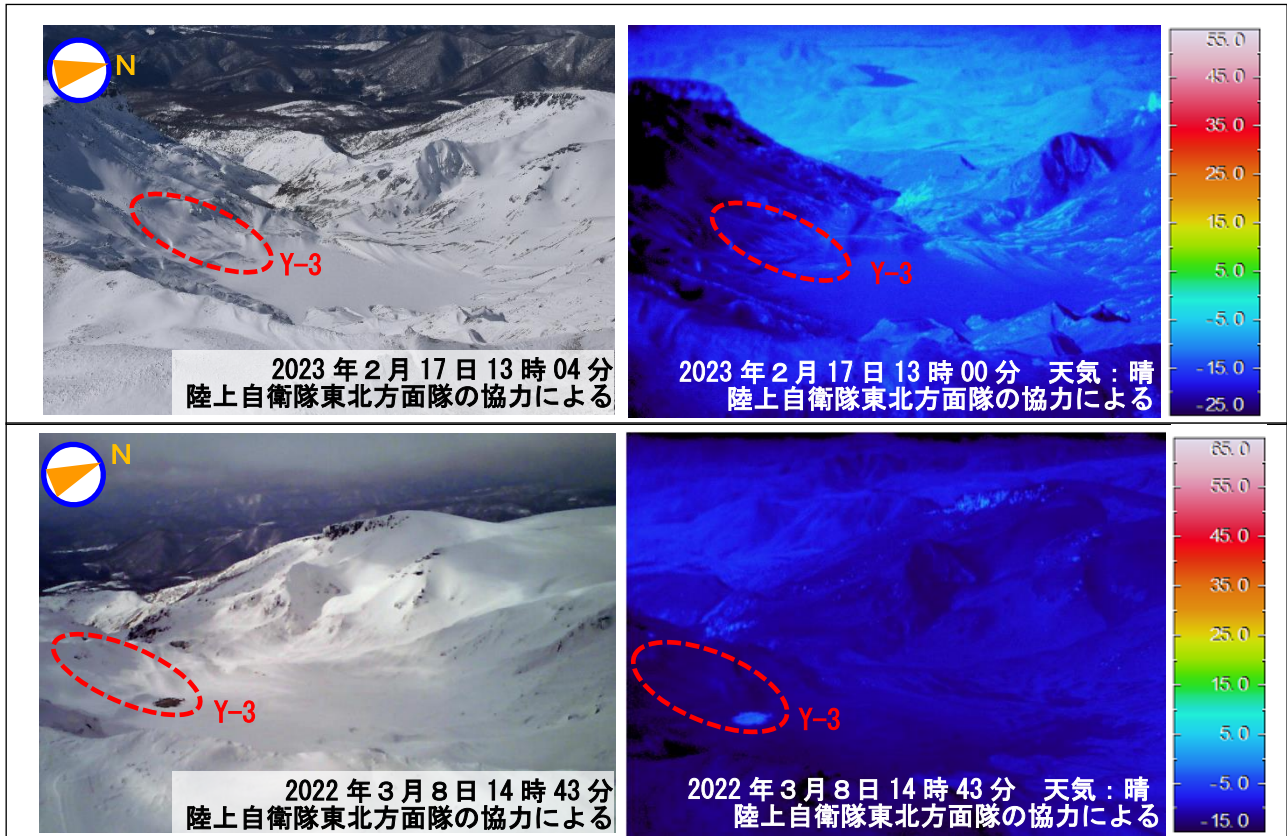 N
Y-3
2023年2月17日13時04分
陸上自衛隊東北方面隊の協力による
Y-3
2023年2月17日13時00分　天気：晴
陸上自衛隊東北方面隊の協力による
55.0
45.0
35.0
25.0
15.0
5.0
-5.0
-15.0
-25.0
N
Y-3
2022年3月8日14時43分
陸上自衛隊東北方面隊の協力による
Y-3
2022年3月8日14時43分　天気：晴
陸上自衛隊東北方面隊の協力による
65.0
55.0
45.0
35.0
25.0
15.0
5.0
-5.0
-15.0